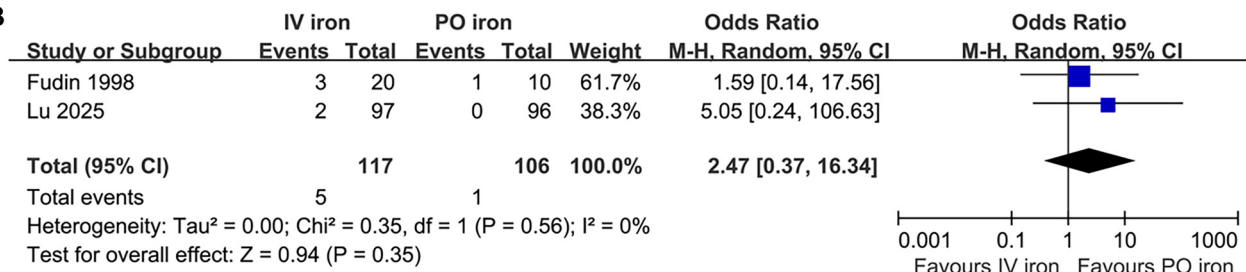 B
IV iron PO iron Odds Ratio Odds Ratio
Study or Subgroup Events Total Events Total Weight M-H, Random, 95% CI M-H, Random, 95% CI
Fudin 1998 3 20 1 10 61.7% 1.59 [0.14, 17.56]
Lu 2025 2 97 0 96 38.3% 5.05 [0.24, 106.63]
Total (95% CI) 117 106 100.0% 2.47 [0.37, 16.34]
Total events 5 1
Heterogeneity: Tau² = 0.00; Chi² = 0.35, df = 1 (P = 0.56); I² = 0%
Test for overall effect: Z = 0.94 (P = 0.35)
0.001 0.1 1 10 1000
Favours IV iron Favours PO iron